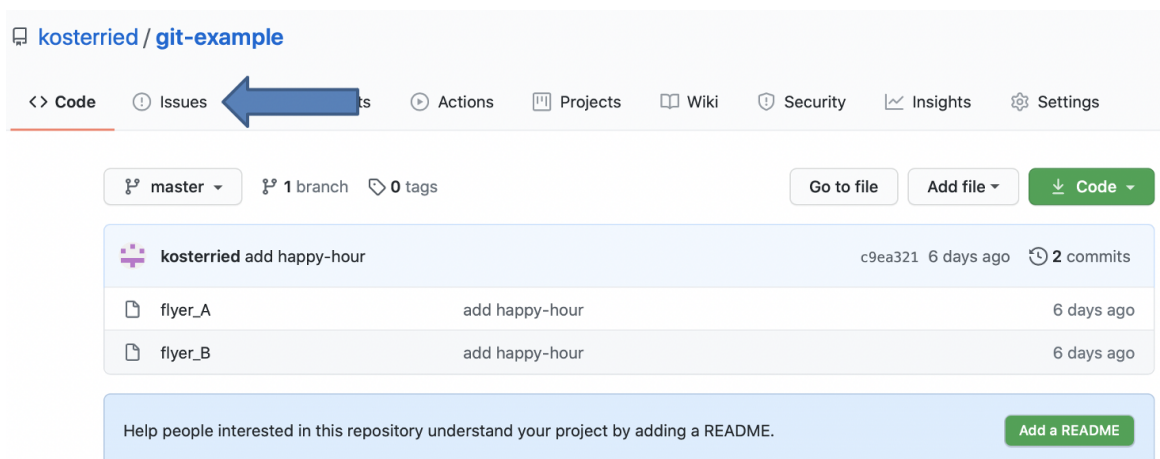 kosterried / git-example
<> Code Issues ts Actions Projects Wiki Security Insights Settings
master 1 branch 0 tags Go to file Add file Code
kosterried add happy-hour c9ea321 6 days ago 2 commits
flyer_A add happy-hour 6 days ago
flyer_B add happy-hour 6 days ago
Help people interested in this repository understand your project by adding a README. Add a README